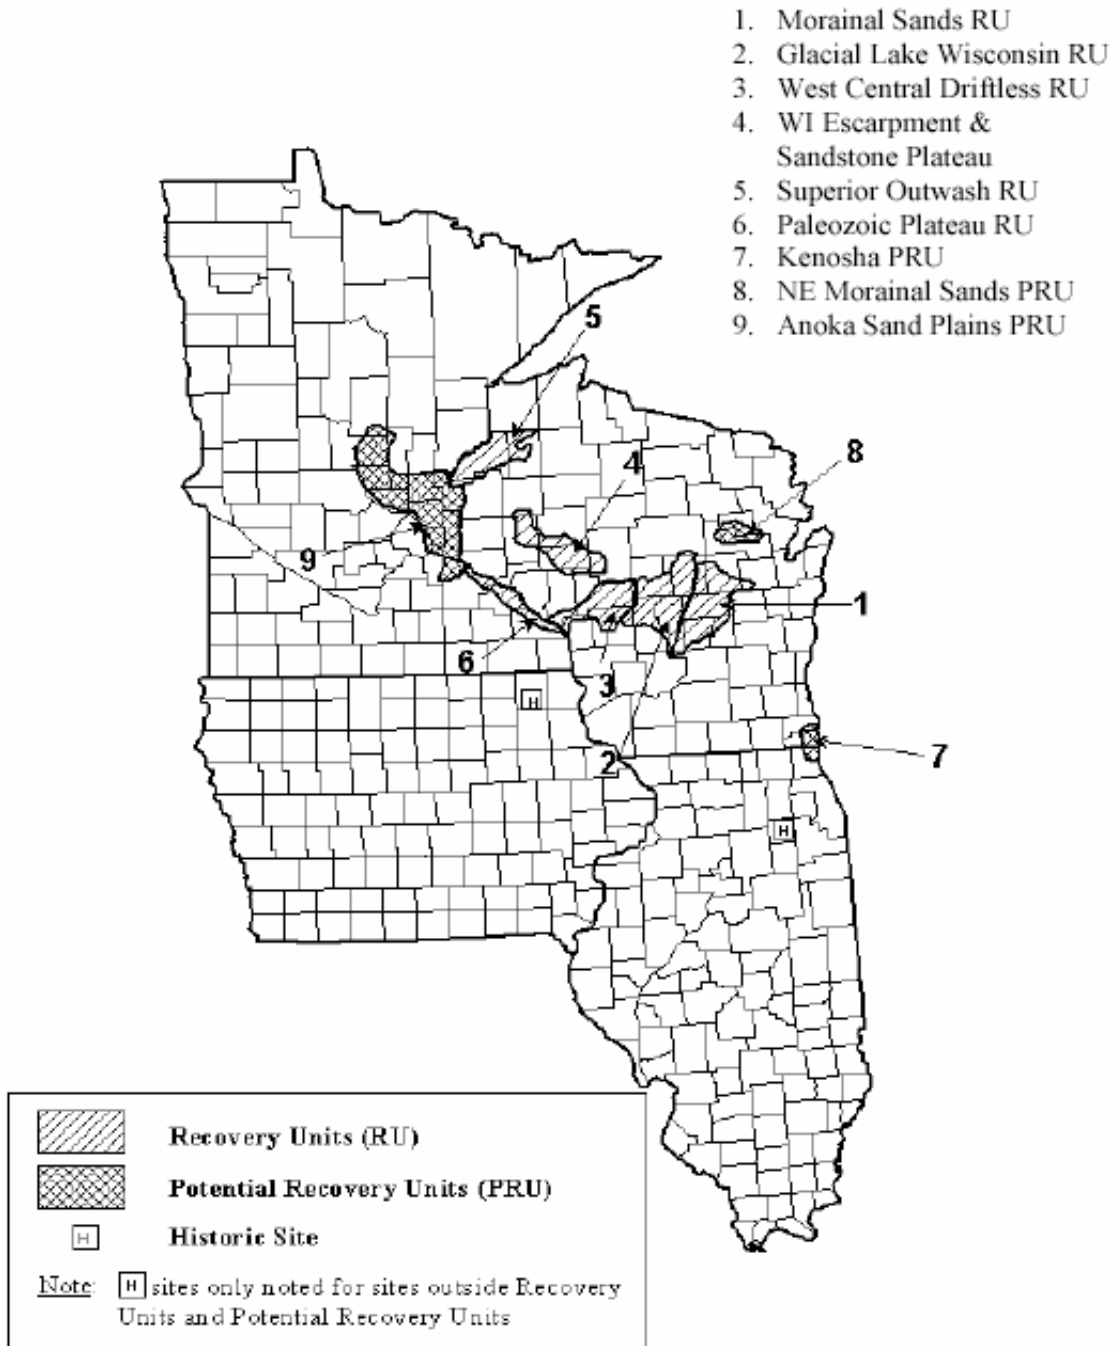 1. Morainal Sands RU
2. Glacial Lake Wisconsin RU
3. West Central Driftless RU
4. WI Escarpment &
Sandstone Plateau
5. Superior Outwash RU
6. Paleozoic Plateau RU
7. Kenosha PRU
8. NE Morainal Sands PRU
9. Anoka Sand Plains PRU
5
8
4
9
1
6
3
H
2
7
H
Recovery Units (RU)
Potential Recovery Units (PRU)
H Historic Site
Note: H sites only noted for sites outside Recovery
Units and Potential Recovery Units